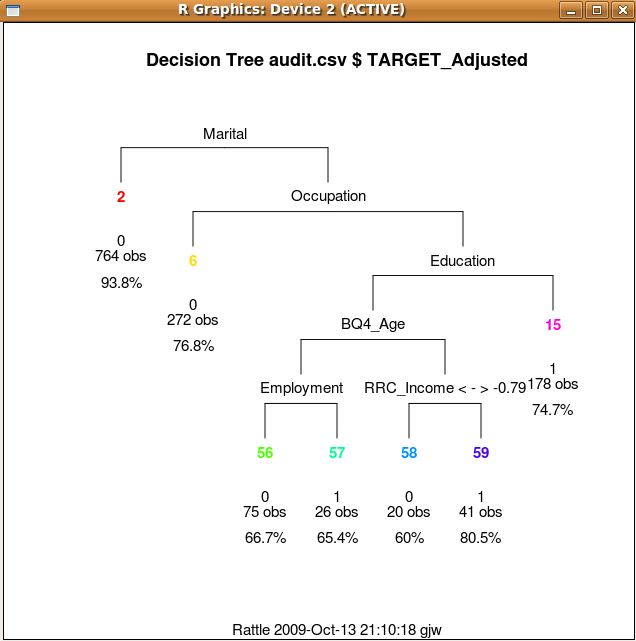 R Graphics: Device 2 (ACTIVE)
Decision Tree audit.csv $ TARGET_Adjusted
Marital
2
0
764 obs
93.8%
Occupation
6
0
272 obs
76.8%
Education
15
1
178 obs
74.7%
BQ4_Age
Employment
RRC_Income < - > -0.79
56
0
75 obs
66.7%
57
1
26 obs
65.4%
58
0
20 obs
60%
59
1
41 obs
80.5%
Rattle 2009-Oct-13 21:10:18 gjw